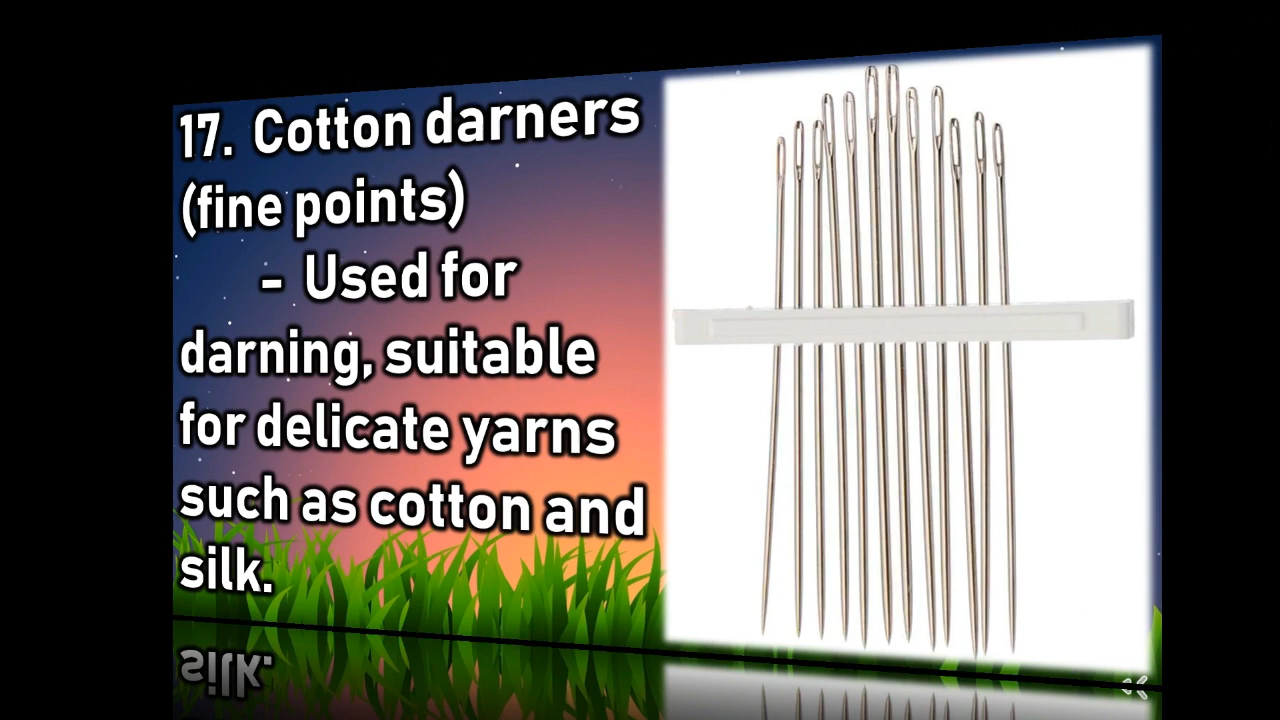 17. Cotton darners
(fine points)
- Used for
darning, suitable
for delicate yarns
such as cotton and
silk.